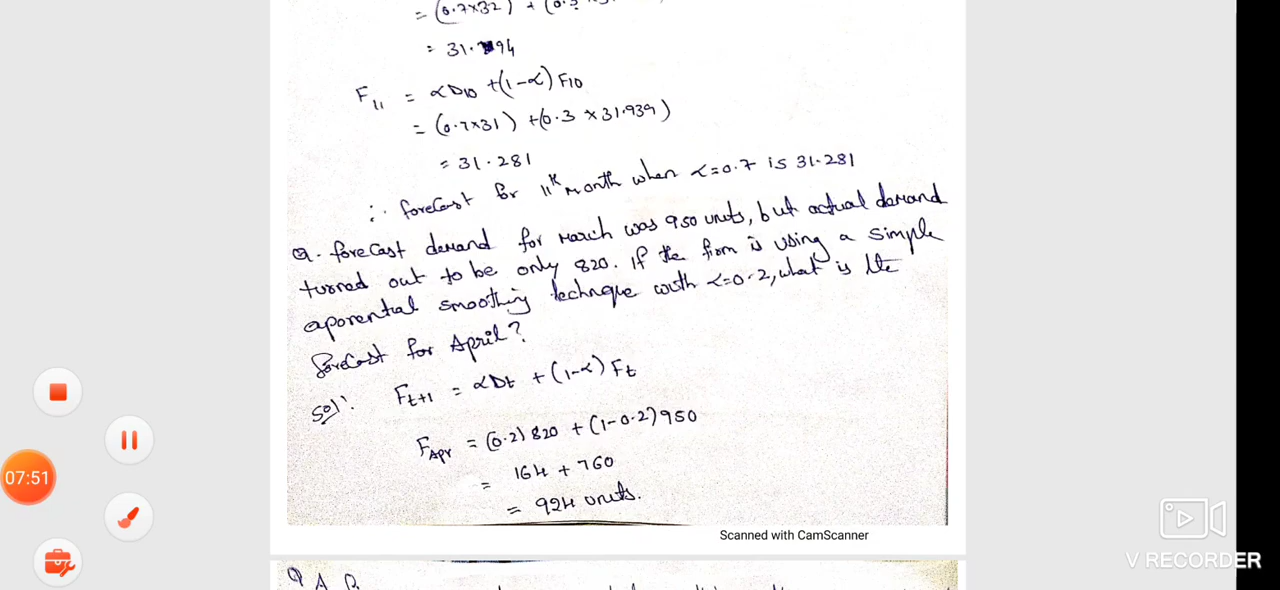 = (0.7×32) + (0.3
= 31.94
F11 = αD10 + (1-α) F10
= (0.7×31) + (0.3 × 31.939)
= 31.281
∴ forecast for 11th month when α=0.7 is 31.281
Q. forecast demand for March was 950 units, but actual demand
turned out to be only 820. If the firm is using a simple
exponential smoothing technique with α=0.2, what is the
forecast for April?
Sol: Ft+1 = αDt + (1-α) Ft
FApr = (0.2) 820 + (1-0.2) 950
= 164 + 760
= 924 units.
Scanned with CamScanner
07:51
V RECORDER